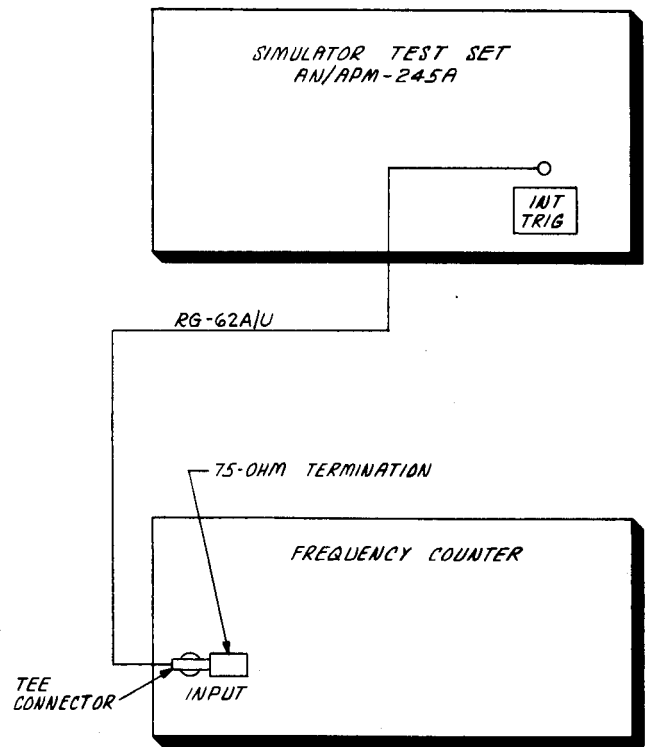 SIMULATOR TEST SET
AN/APM-245A
INT
TRIG
RG-62A/U
75-OHM TERMINATION
FREQUENCY COUNTER
TEE
CONNECTOR
INPUT